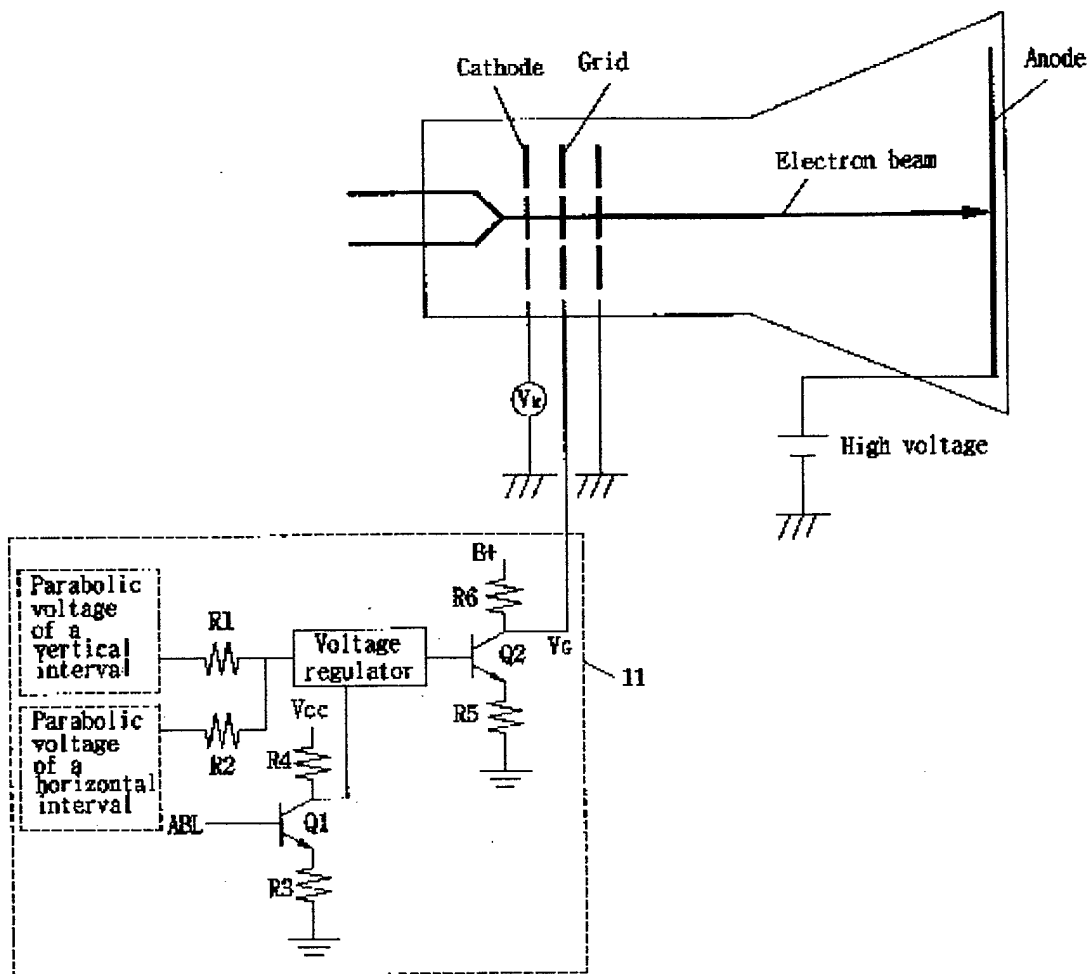 Cathode
Grid
Anode
Electron beam
Vk
High voltage
B+
R6
Parabolic
voltage
of a
vertical
interval
R1
Voltage
regulator
Q2
VG
11
R5
Vcc
Parabolic
voltage
of a
horizontal
interval
R2
R4
ABL
Q1
R3